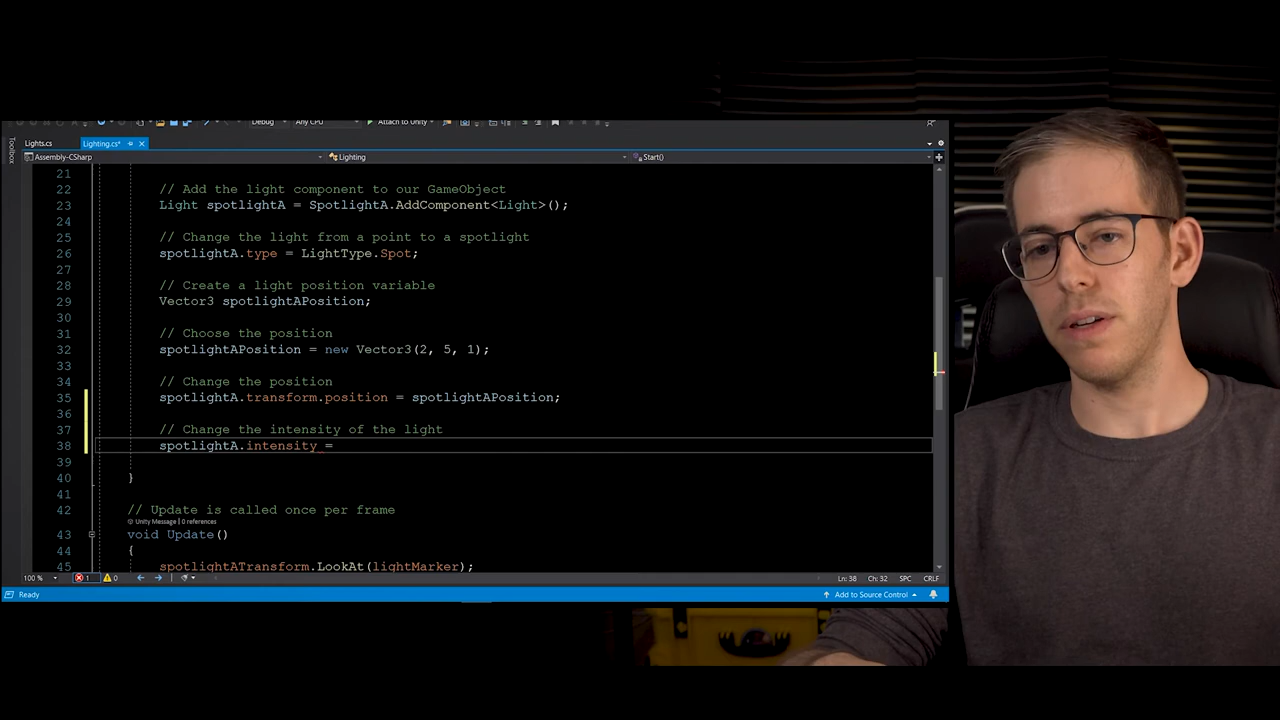 Debug
Any CPU
Attach to Unity
Toolbox
Lights.cs
Lighting.cs*
Assembly-CSharp
Lighting
Start()
21
22 // Add the light component to our GameObject
23 Light spotlightA = SpotlightA.AddComponent<Light>();
24
25 // Change the light from a point to a spotlight
26 spotlightA.type = LightType.Spot;
27
28 // Create a light position variable
29 Vector3 spotlightAPosition;
30
31 // Choose the position
32 spotlightAPosition = new Vector3(2, 5, 1);
33
34 // Change the position
35 spotlightA.transform.position = spotlightAPosition;
36
37 // Change the intensity of the light
38 spotlightA.intensity =
39
40 }
41
42 // Update is called once per frame
Unity Message | 0 references
43 void Update()
44 {
45 spotlightATransform.LookAt(lightMarker);
100 %
1
0
Ln: 38
Ch: 32
SPC
CRLF
Ready
Add to Source Control